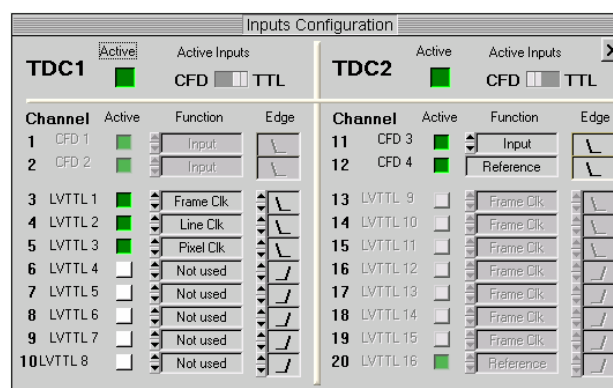 Inputs Configuration
TDC1 Active Active Inputs CFD TTL
TDC2 Active Active Inputs CFD TTL X
Channel Active Function Edge
1 CFD 1 Input
2 CFD 2 Input
3 LVTTL 1 Frame Clk
4 LVTTL 2 Line Clk
5 LVTTL 3 Pixel Clk
6 LVTTL 4 Not used
7 LVTTL 5 Not used
8 LVTTL 6 Not used
9 LVTTL 7 Not used
10 LVTTL 8 Not used
Channel Active Function Edge
11 CFD 3 Input
12 CFD 4 Reference
13 LVTTL 9 Frame Clk
14 LVTTL 10 Frame Clk
15 LVTTL 11 Frame Clk
16 LVTTL 12 Frame Clk
17 LVTTL 13 Frame Clk
18 LVTTL 14 Frame Clk
19 LVTTL 15 Frame Clk
20 LVTTL 16 Reference